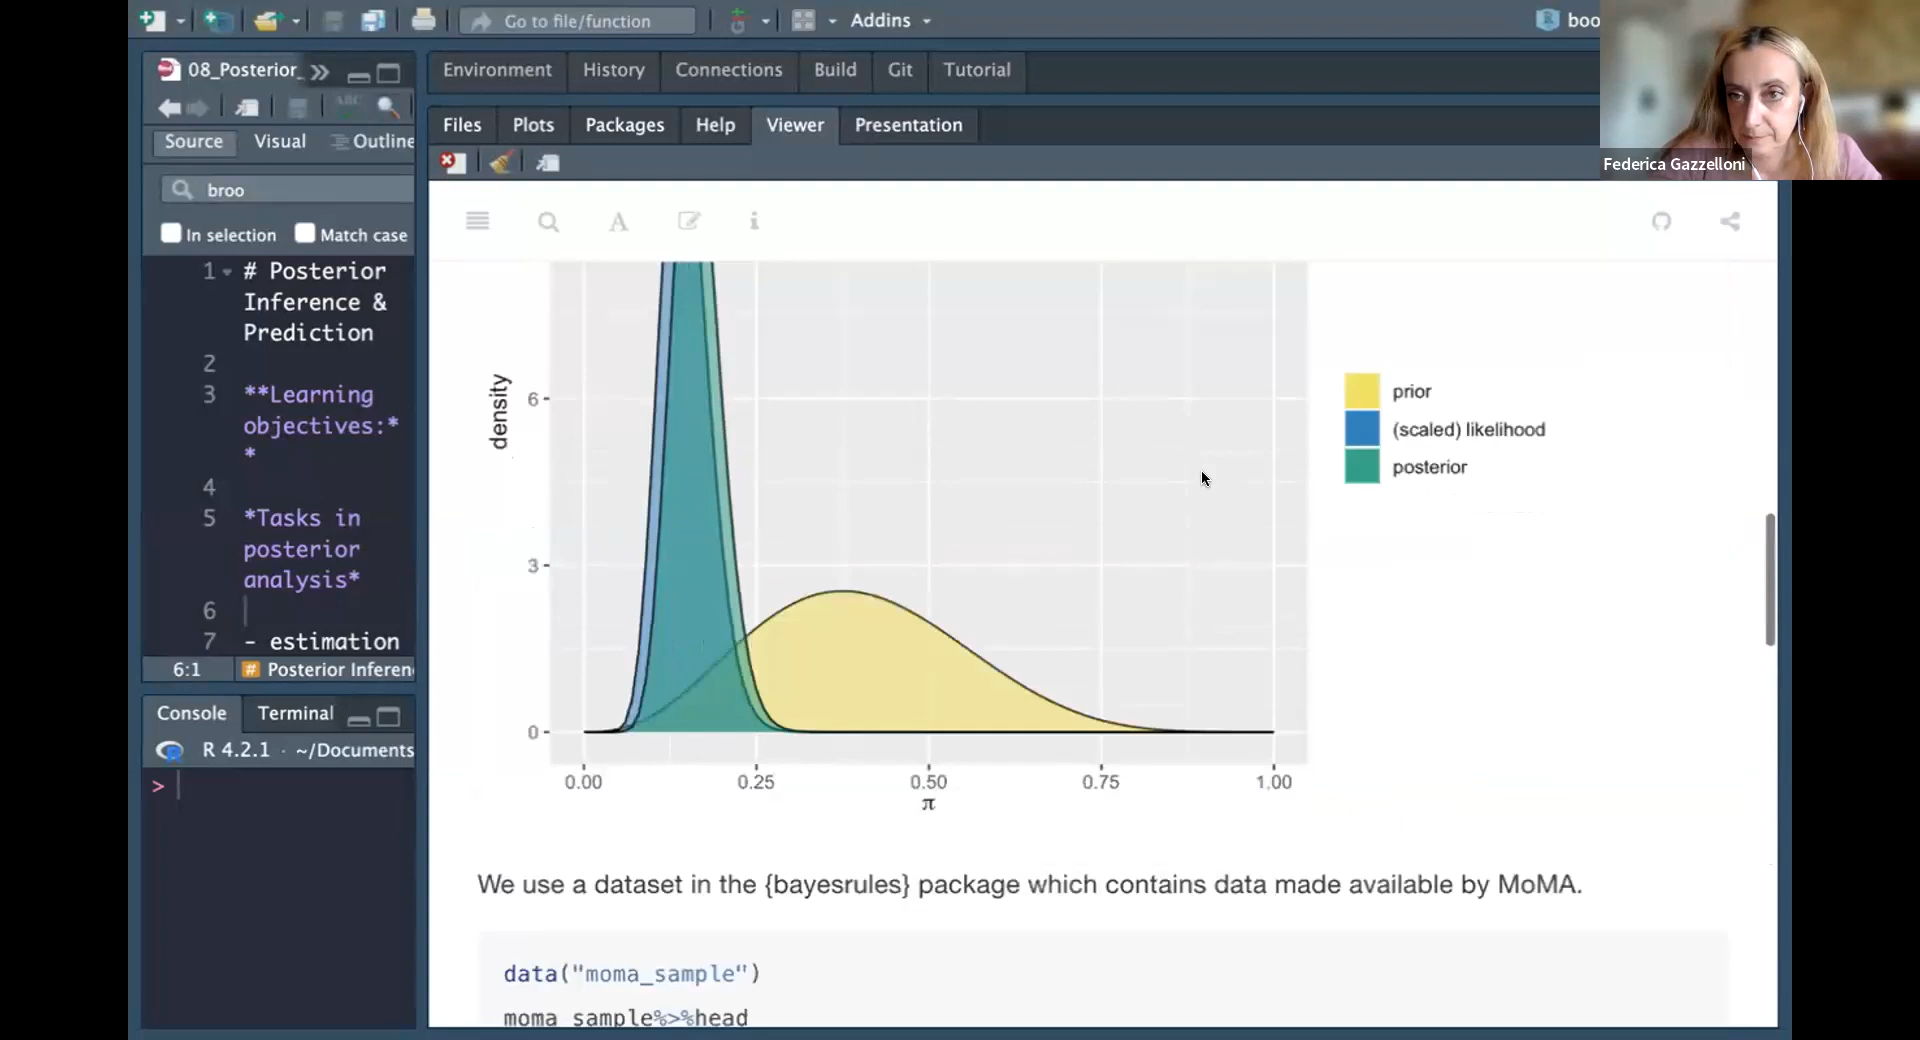 Go to file/function
Addins
boo
Federica Gazzelloni
08_Posterior_
Source
Visual
Outline
broo
In selection
Match case
1
# Posterior
Inference &
Prediction
2
3
**Learning
objectives:*
*
4
5
*Tasks in
posterior
analysis*
6
7
- estimation
6:1
# Posterior Inferen
Console
Terminal
R 4.2.1 · ~/Documents
>
Environment
History
Connections
Build
Git
Tutorial
Files
Plots
Packages
Help
Viewer
Presentation
density
6
3
0
0.00
0.25
0.50
0.75
1.00
π
prior
(scaled) likelihood
posterior
We use a dataset in the {bayesrules} package which contains data made available by MoMA.
data("moma_sample")
moma_sample%>%head